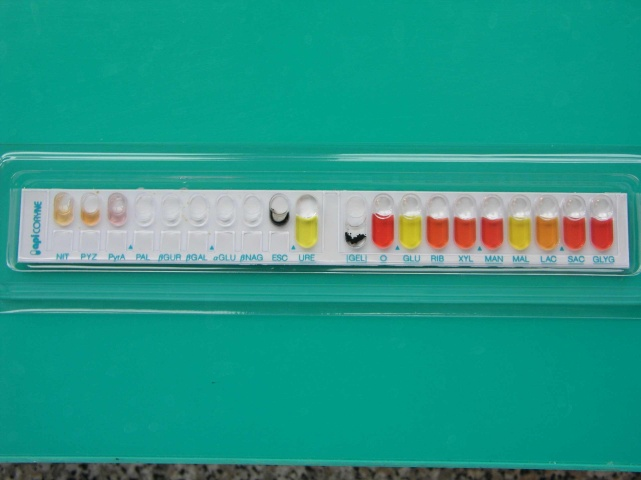 api CORYNE
NIT PYZ PyrA PAL βGUR βGAL αGLU βNAG ESC URE |GEL| O GLU RIB XYL MAN MAL LAC SAC GLYG